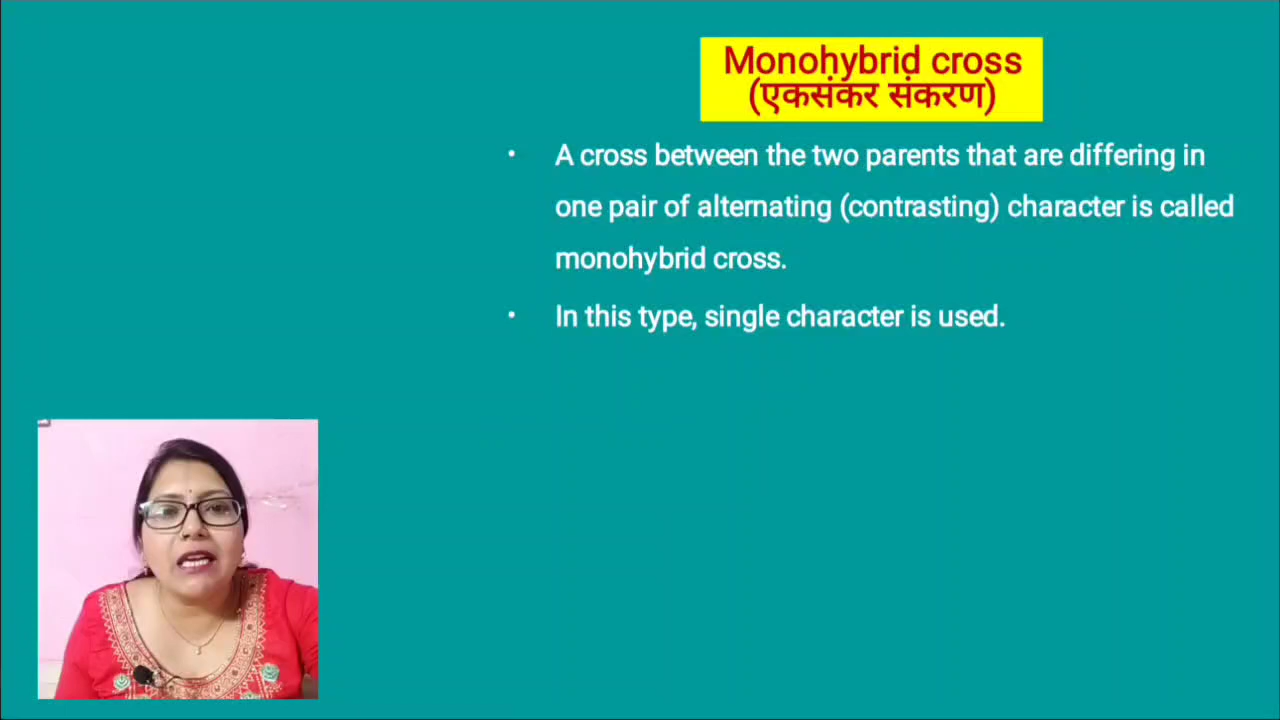 Monohybrid cross
(एकसंकर संकरण)
• A cross between the two parents that are differing in
one pair of alternating (contrasting) character is called
monohybrid cross.
• In this type, single character is used.